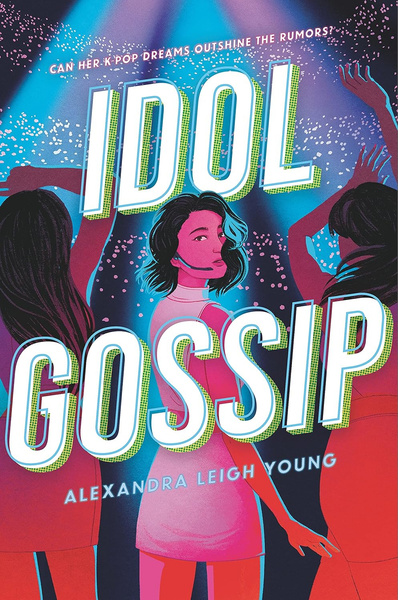 CAN HER K-POP DREAMS OUTSHINE THE RUMORS?
IDOL
GOSSIP
ALEXANDRA LEIGH YOUNG